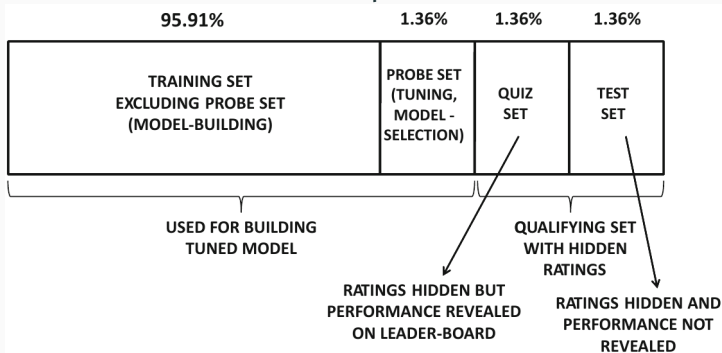 95.91%
1.36%
1.36%
1.36%
TRAINING SET
EXCLUDING PROBE SET
(MODEL-BUILDING)
PROBE SET
(TUNING,
MODEL -
SELECTION)
QUIZ
SET
TEST
SET
USED FOR BUILDING
TUNED MODEL
QUALIFYING SET
WITH HIDDEN
RATINGS
RATINGS HIDDEN BUT
PERFORMANCE REVEALED
ON LEADER-BOARD
RATINGS HIDDEN AND
PERFORMANCE NOT
REVEALED